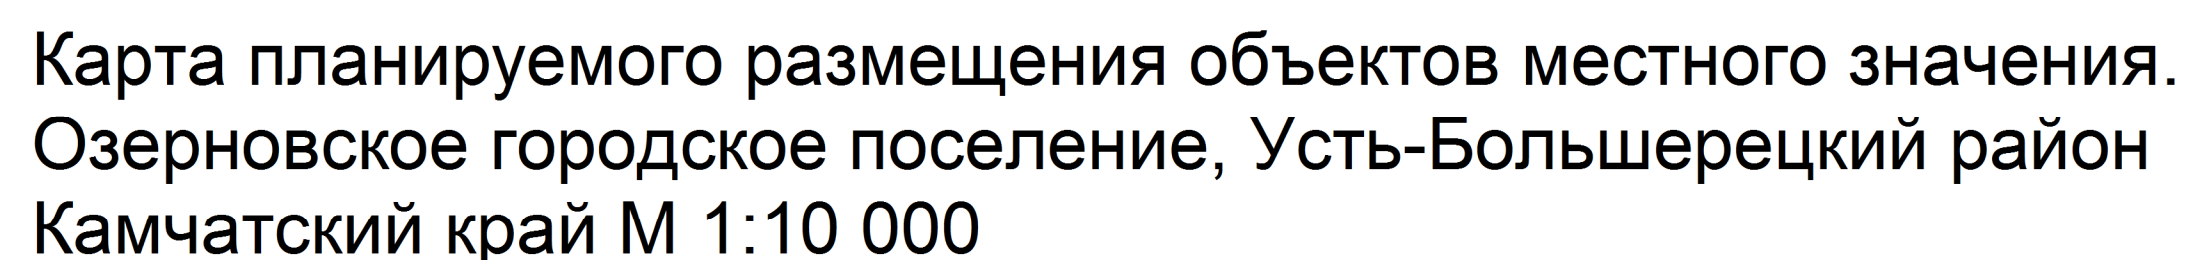 Карта планируемого размещения объектов местного значения.
Озерновское городское поселение, Усть-Большерецкий район
Камчатский край М 1:10 000